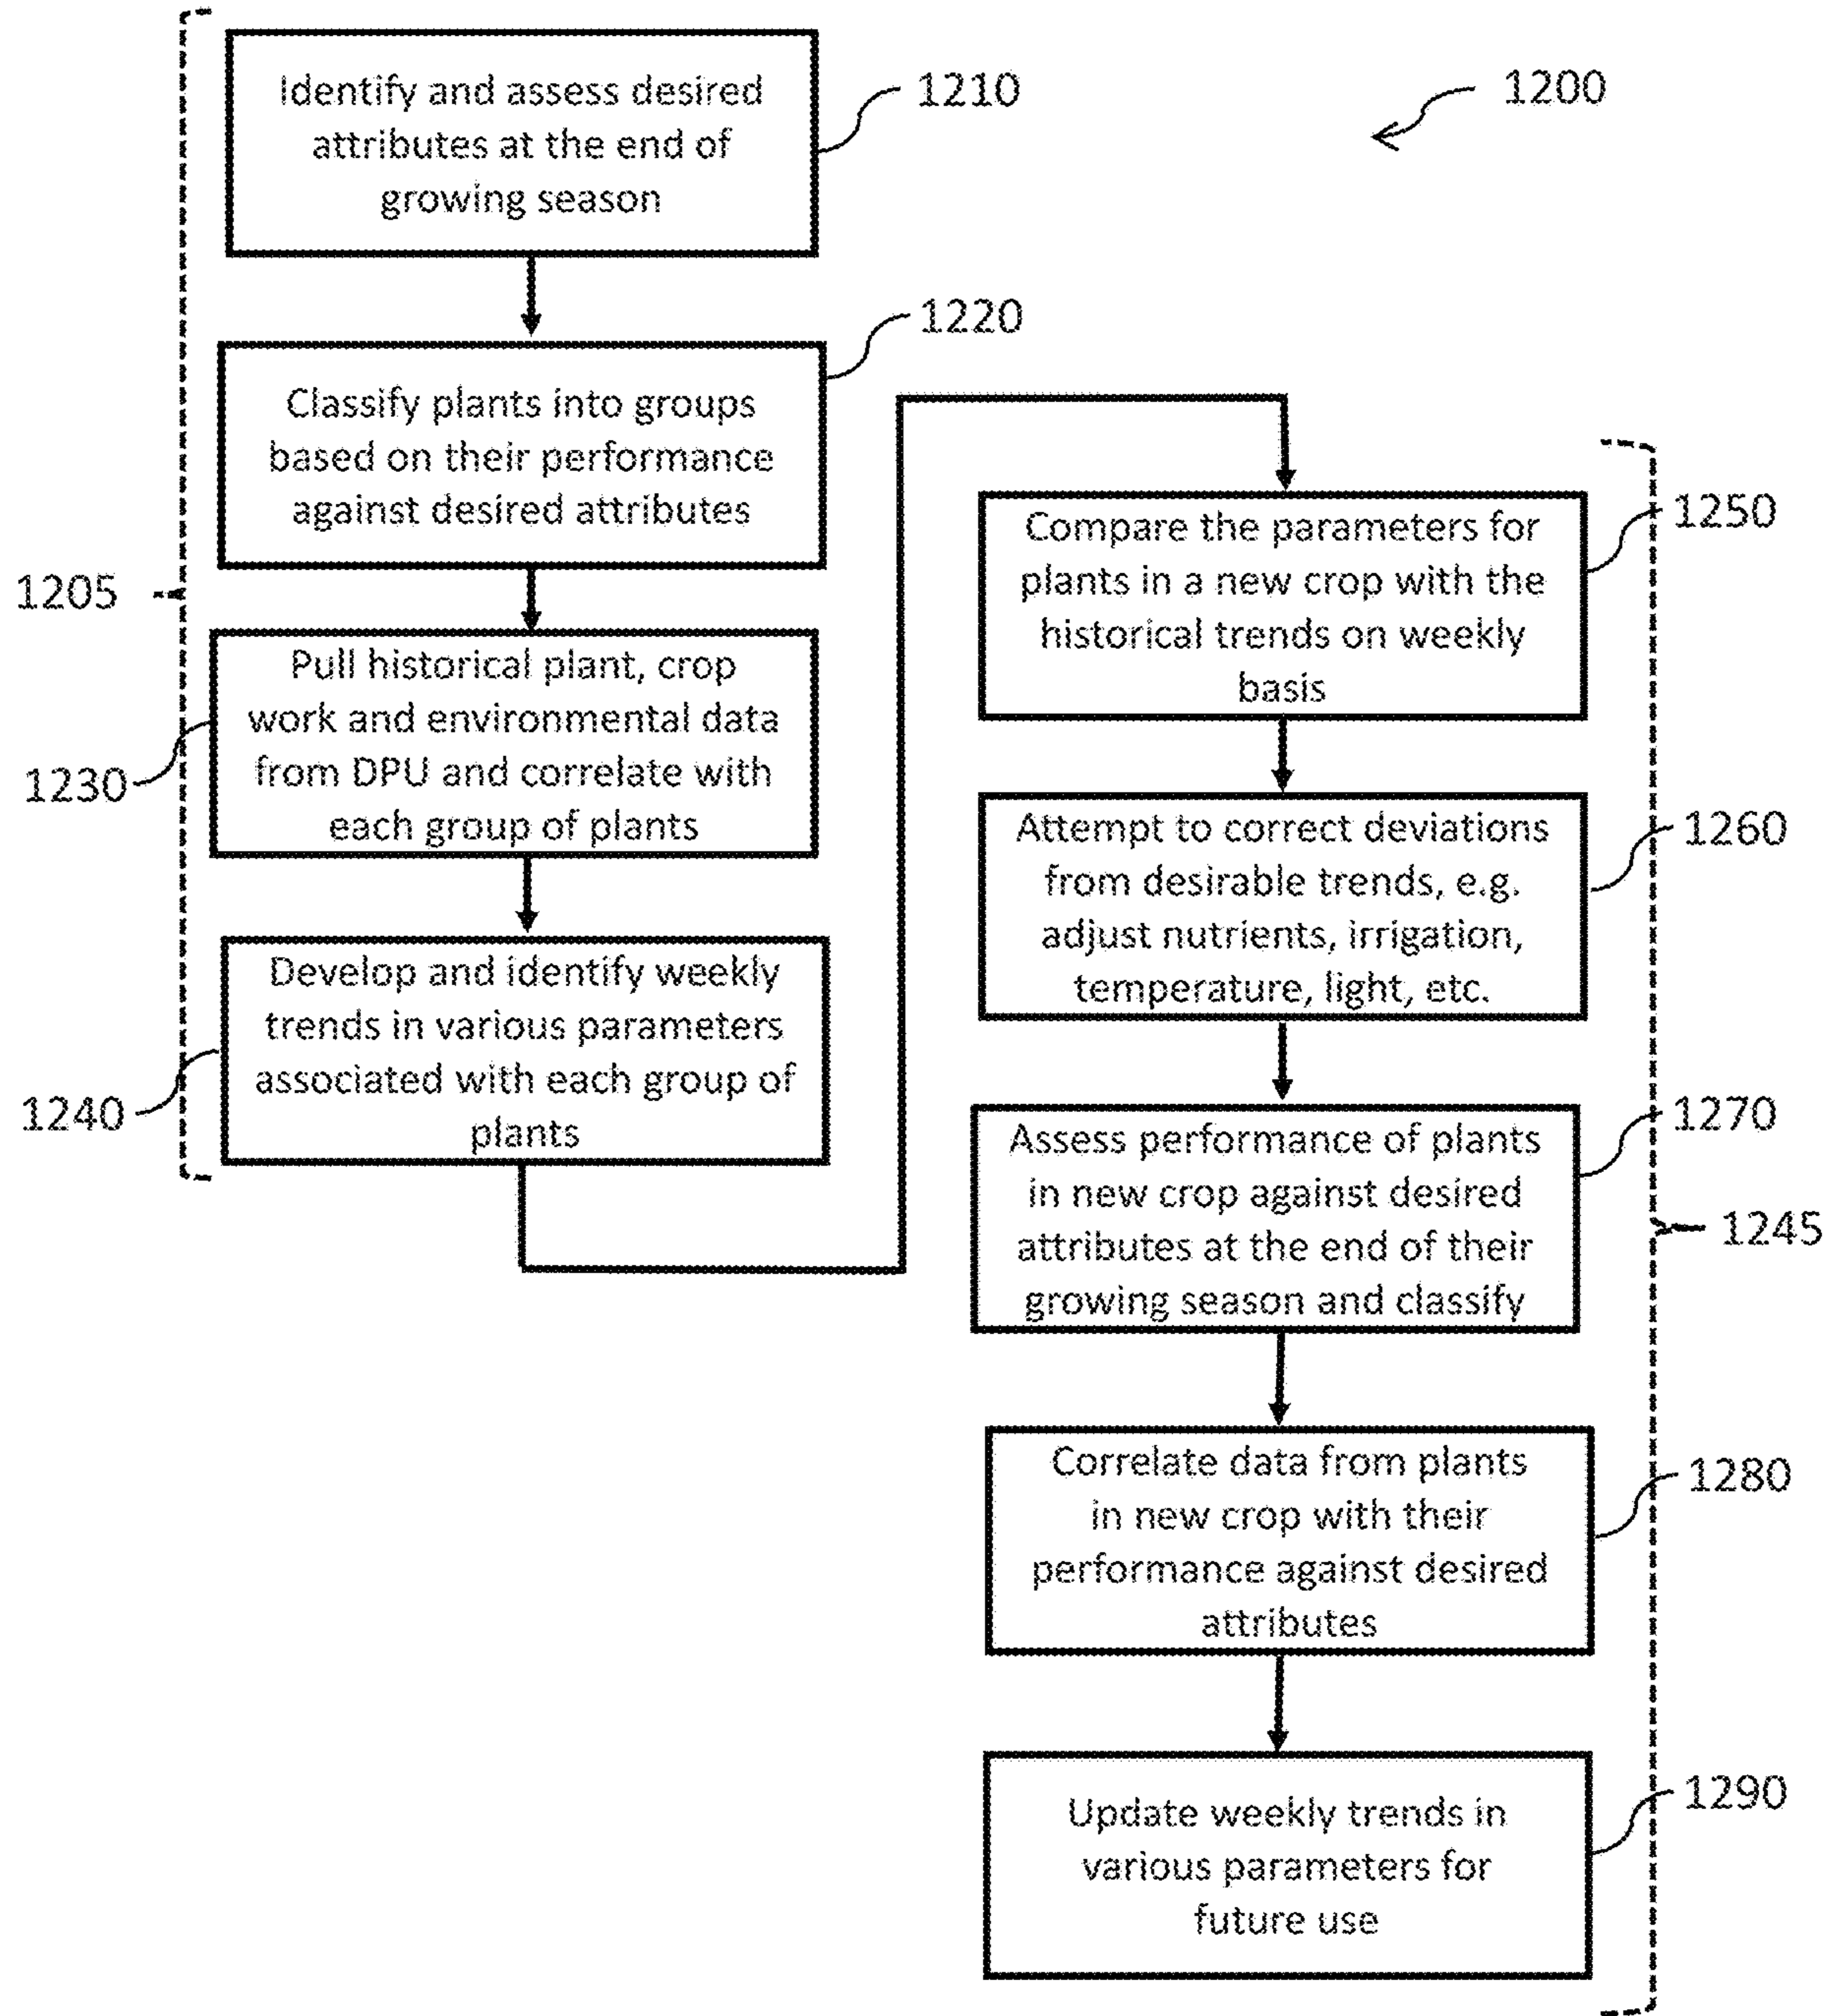 1200
1205
Identify and assess desired
attributes at the end of
growing season
1210
Classify plants into groups
based on their performance
against desired attributes
1220
Pull historical plant, crop
work and environmental data
from DPU and correlate with
each group of plants
1230
Develop and identify weekly
trends in various parameters
associated with each group of
plants
1240
1245
Compare the parameters for
plants in a new crop with the
historical trends on weekly
basis
1250
Attempt to correct deviations
from desirable trends, e.g.
adjust nutrients, irrigation,
temperature, light, etc.
1260
Assess performance of plants
in new crop against desired
attributes at the end of their
growing season and classify
1270
Correlate data from plants
in new crop with their
performance against desired
attributes
1280
Update weekly trends in
various parameters for
future use
1290